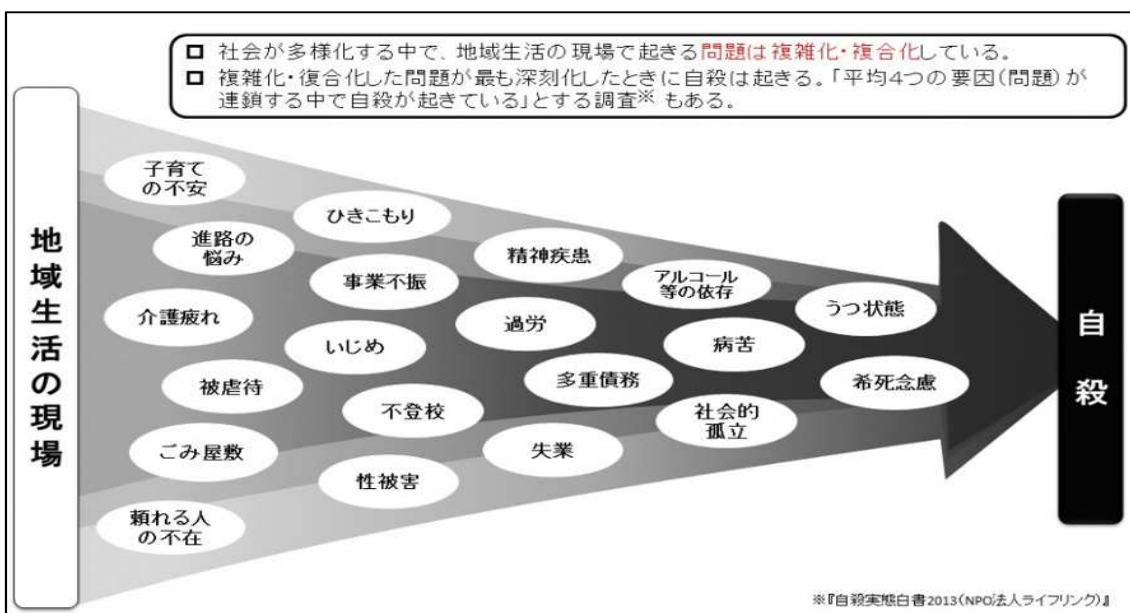 □ 社会が多様化する中で、地域生活の現場で起きる問題は複雑化・複合化している。
□ 複雑化・復合化した問題が最も深刻化したときに自殺は起きる。「平均4つの要因(問題)が
連鎖する中で自殺が起きている」とする調査※ もある。
地域生活の現場
子育て
の不安
ひきこもり
進路の
悩み
精神疾患
事業不振
アルコール
等の依存
うつ状態
介護疲れ
過労
いじめ
病苦
被虐待
多重債務
希死念慮
不登校
社会的
孤立
ごみ屋敷
失業
性被害
頼れる人
の不在
自殺
※『自殺実態白書2013(NPO法人ライフリング)』